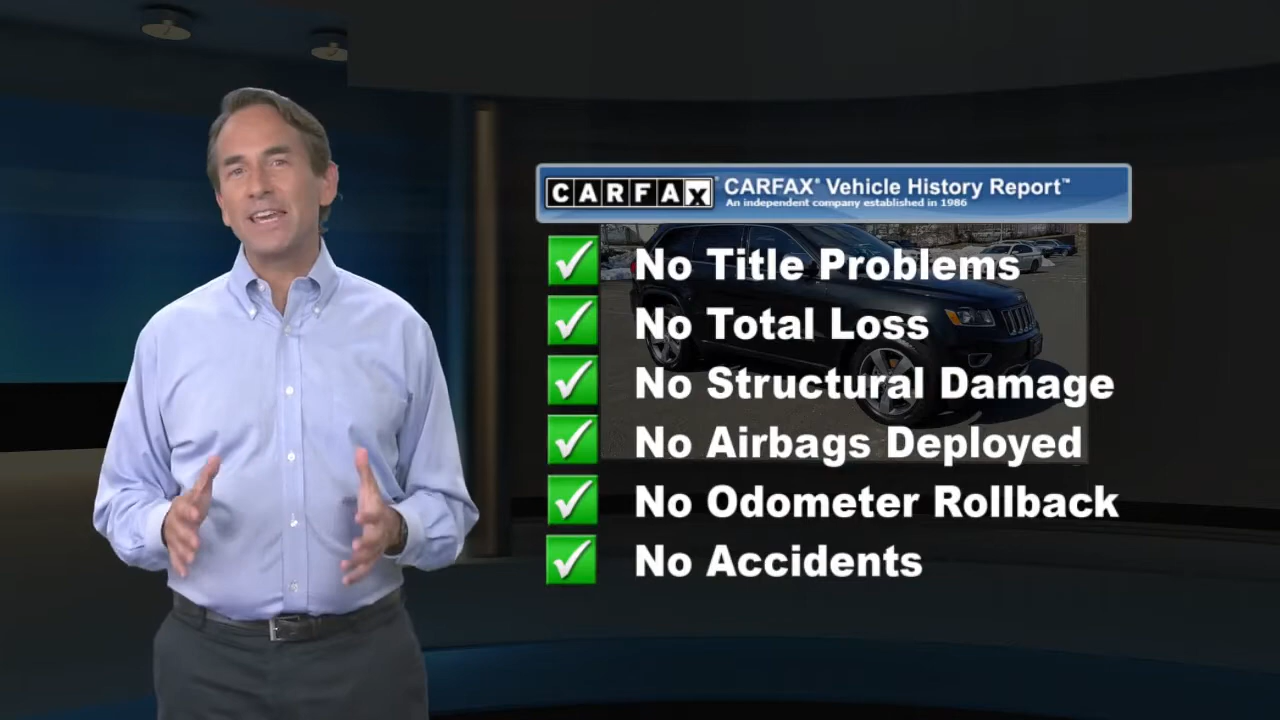 CARFAX® CARFAX® Vehicle History Report™
An independent company established in 1986
No Title Problems
No Total Loss
No Structural Damage
No Airbags Deployed
No Odometer Rollback
No Accidents